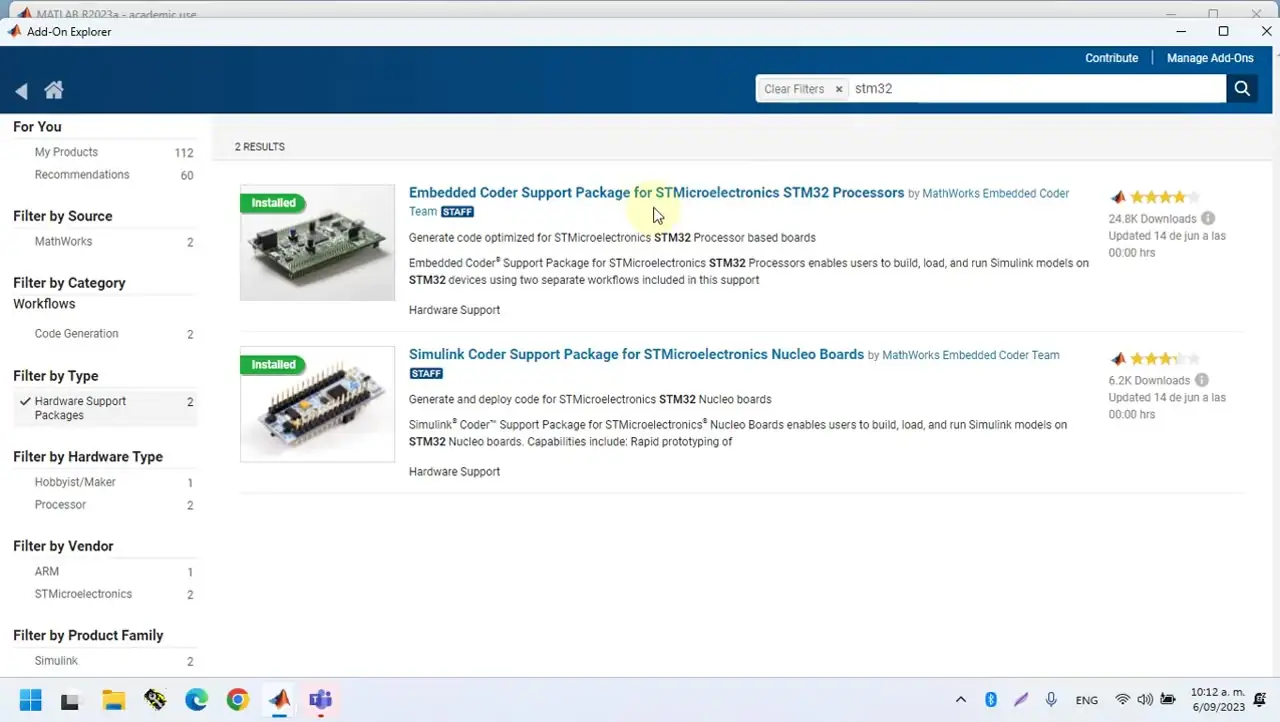 MATLAB R2023a - academic use
Add-On Explorer
Contribute
Manage Add-Ons
Clear Filters × stm32
For You
My Products 112
Recommendations 60
Filter by Source
MathWorks 2
Filter by Category
Workflows
Code Generation 2
Filter by Type
Hardware Support 2
Packages
Filter by Hardware Type
Hobbyist/Maker 1
Processor 2
Filter by Vendor
ARM 1
STMicroelectronics 2
Filter by Product Family
Simulink 2
2 RESULTS
Installed
Embedded Coder Support Package for STMicroelectronics STM32 Processors by MathWorks Embedded Coder
Team STAFF
Generate code optimized for STMicroelectronics STM32 Processor based boards
Embedded Coder® Support Package for STMicroelectronics STM32 Processors enables users to build, load, and run Simulink models on
STM32 devices using two separate workflows included in this support
Hardware Support
24.8K Downloads
Updated 14 de jun a las
00:00 hrs
Installed
Simulink Coder Support Package for STMicroelectronics Nucleo Boards by MathWorks Embedded Coder Team
STAFF
Generate and deploy code for STMicroelectronics STM32 Nucleo boards
Simulink® Coder™ Support Package for STMicroelectronics® Nucleo Boards enables users to build, load, and run Simulink models on
STM32 Nucleo boards. Capabilities include: Rapid prototyping of
Hardware Support
6.2K Downloads
Updated 14 de jun a las
00:00 hrs
ENG
10:12 a. m.
6/09/2023